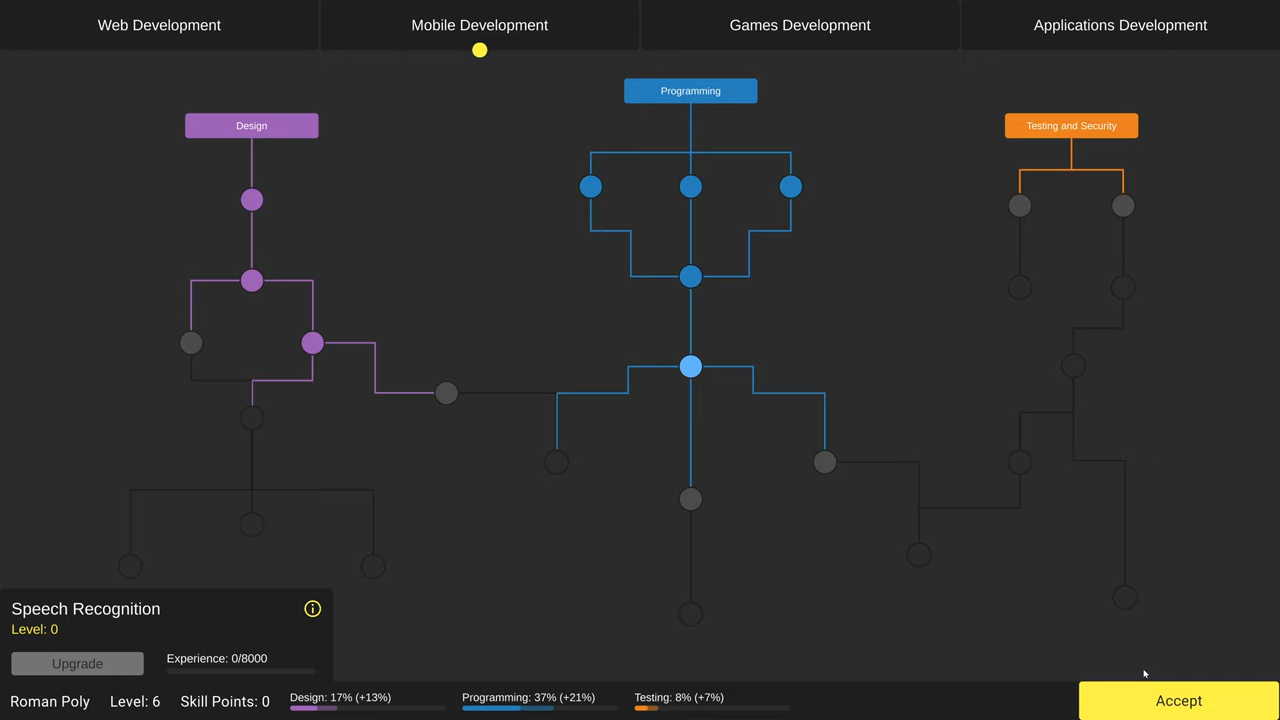 Web Development
Mobile Development
Games Development
Applications Development
Programming
Design
Testing and Security
Speech Recognition
Level: 0
Upgrade
Experience: 0/8000
Roman Poly
Level: 6
Skill Points: 0
Design: 17% (+13%)
Programming: 37% (+21%)
Testing: 8% (+7%)
Accept